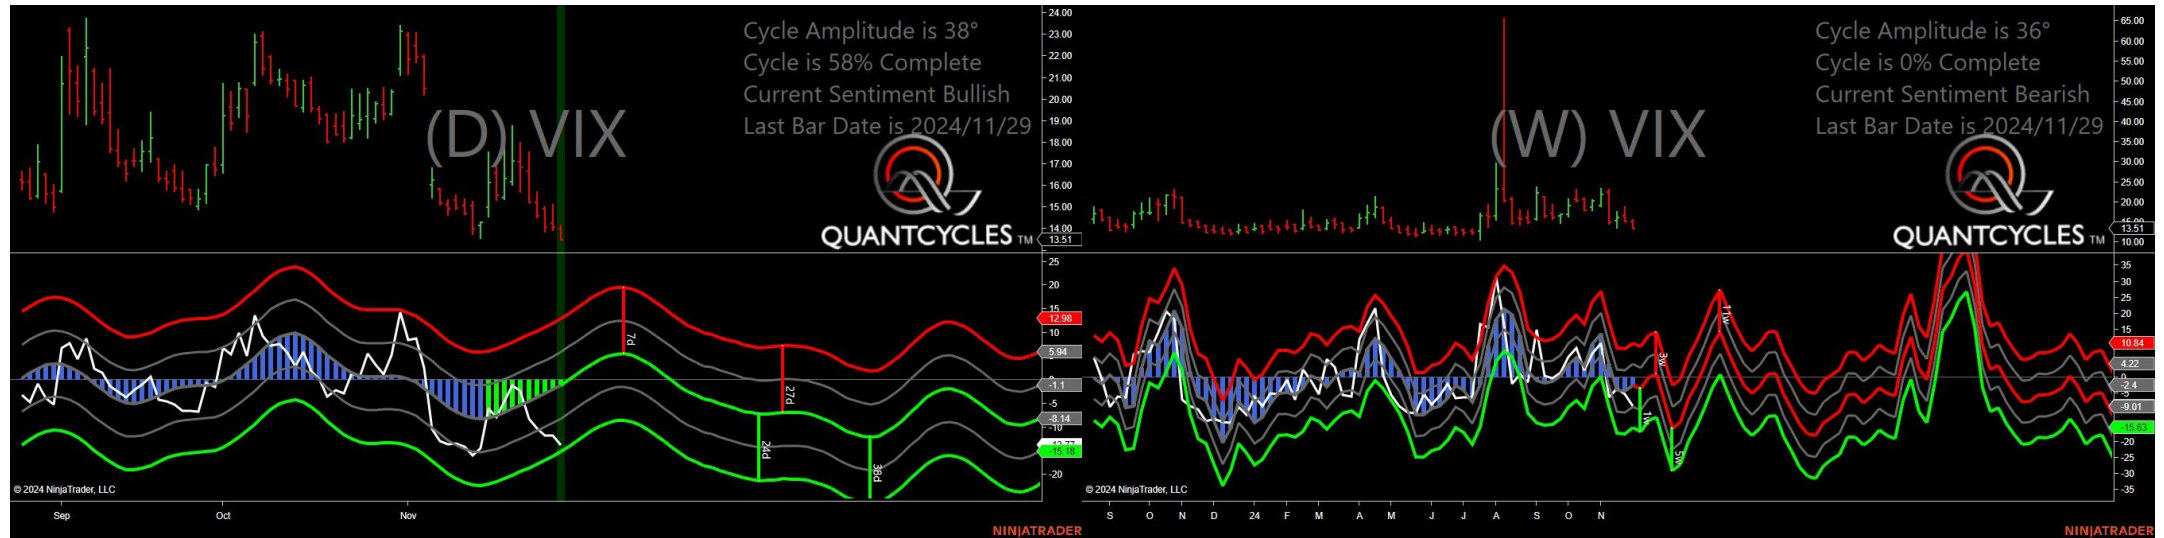 Cycle Amplitude is 38°
Cycle is 58% Complete
Current Sentiment Bullish
Last Bar Date is 2024/11/29
(D) VIX
QUANTCYCLES TM
24.00
23.00
22.00
21.00
20.00
19.00
18.00
17.00
16.00
15.00
14.00
13.51
25
20
15
12.98
10
5.94
-1.1
-5
-8.14
-10
-15.18
-20
7d
27d
24d
38d
© 2024 NinjaTrader, LLC
Sep Oct Nov
NINJATRADER
Cycle Amplitude is 36°
Cycle is 0% Complete
Current Sentiment Bearish
Last Bar Date is 2024/11/29
(W) VIX
QUANTCYCLES TM
65.00
60.00
55.00
50.00
45.00
40.00
35.00
30.00
25.00
20.00
15.00
13.51
10.00
35
30
25
20
15
10.84
4.22
0
-2.4
-5
-9.01
-15.63
-20
-25
-30
-35
11w
3w
1w
5w
© 2024 NinjaTrader, LLC
S O N D 24 F M A M J J A S O N
NINJATRADER